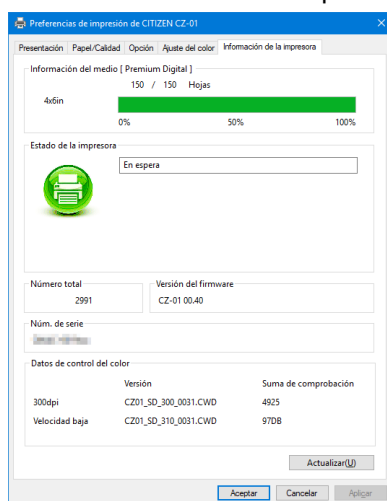 Preferencias de impresión de CITIZEN CZ-01
Presentación Papel/Calidad Opción Ajuste del color Información de la impresora
Información del medio [ Premium Digital ]
150 / 150 Hojas
4x6in
0% 50% 100%
Estado de la impresora
En espera
Número total Versión del firmware
2991 CZ-01 00.40
Núm. de serie
Datos de control del color
Versión Suma de comprobación
300dpi CZ01_SD_300_0031.CWD 4925
Velocidad baja CZ01_SD_310_0031.CWD 97DB
Actualizar(U)
Aceptar Cancelar Aplicar